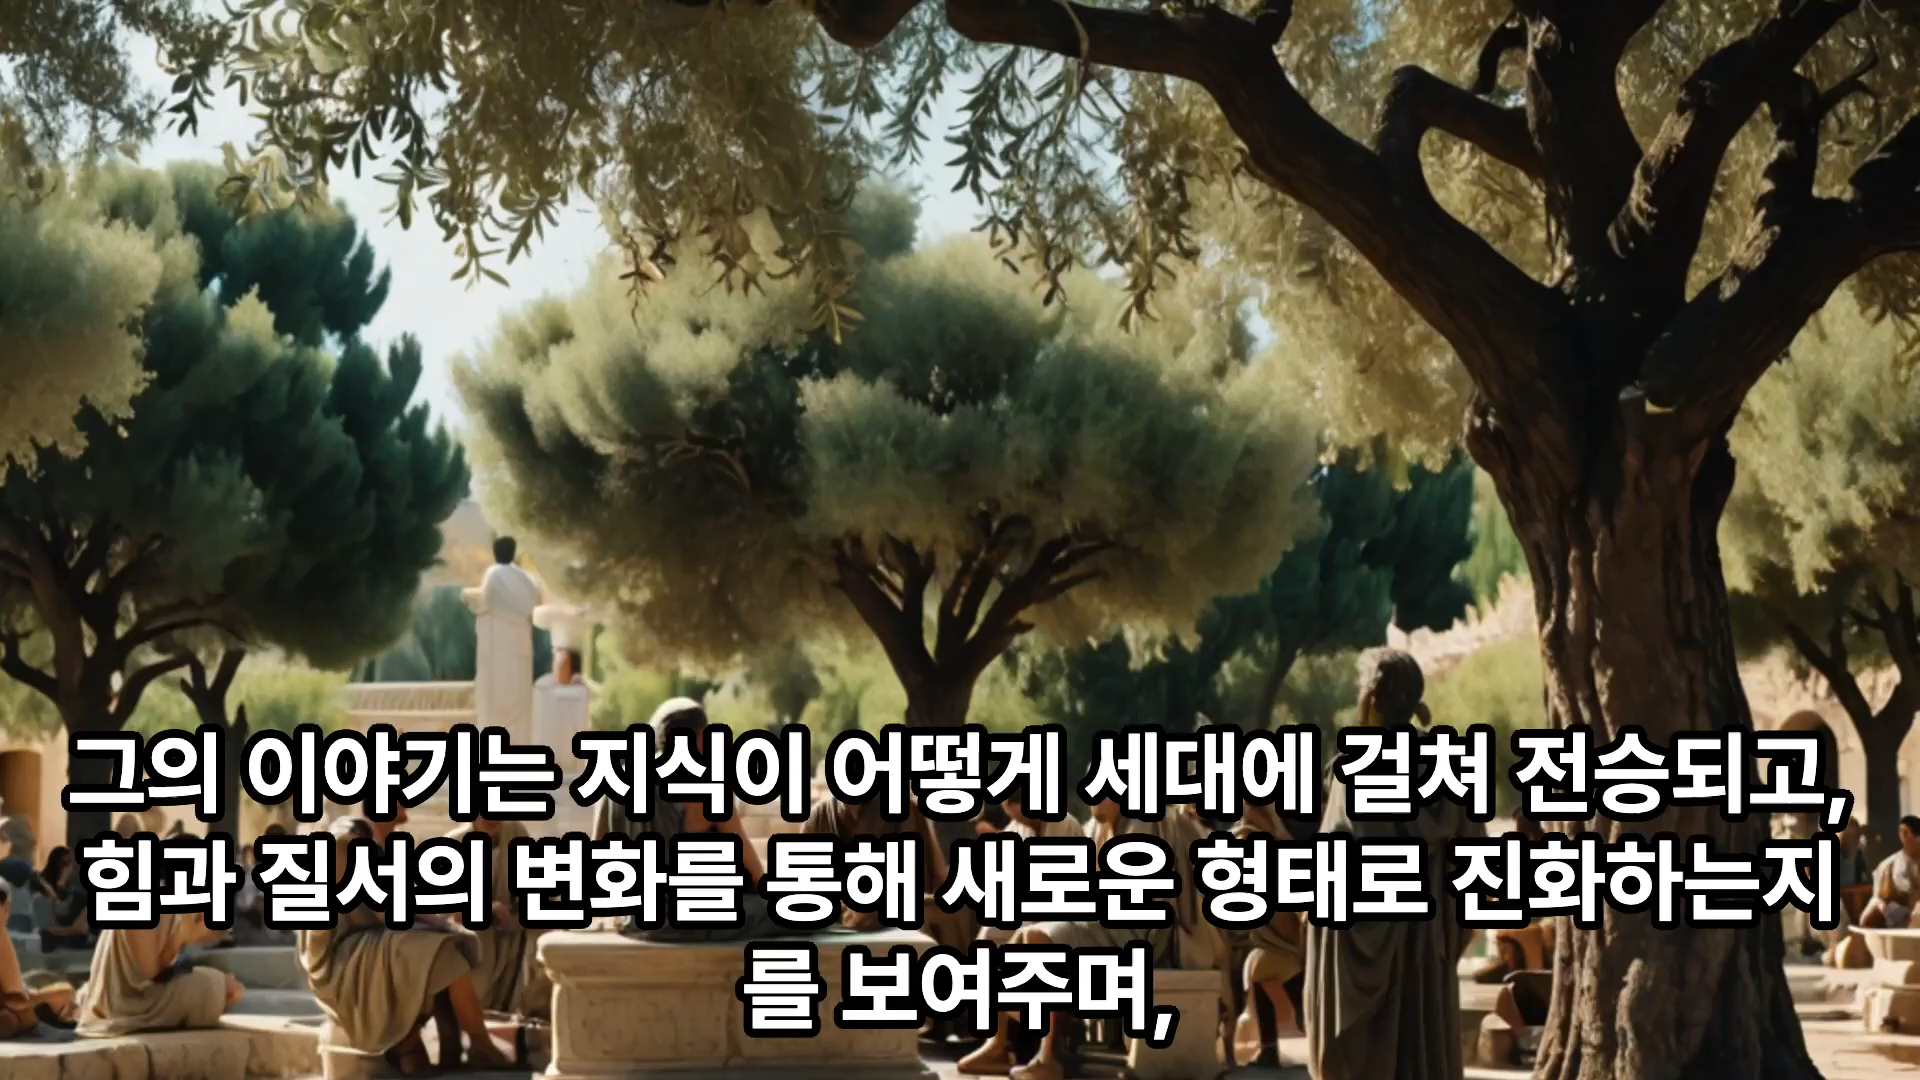 그의 이야기는 지식이 어떻게 세대에 걸쳐 전승되고,
힘과 질서의 변화를 통해 새로운 형태로 진화하는지
를 보여주며,